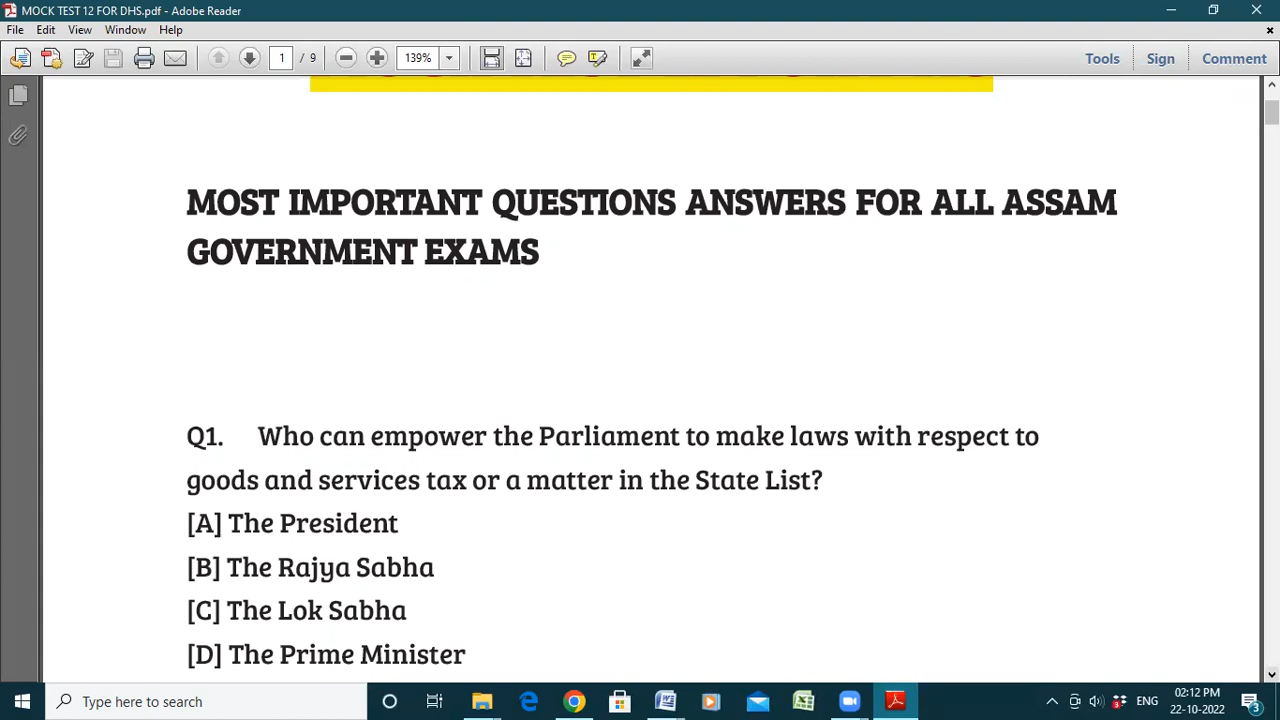 MOCK TEST 12 FOR DHS.pdf - Adobe Reader
File Edit View Window Help
1 / 9 139% Tools Sign Comment
MOST IMPORTANT QUESTIONS ANSWERS FOR ALL ASSAM
GOVERNMENT EXAMS
Q1. Who can empower the Parliament to make laws with respect to
goods and services tax or a matter in the State List?
[A] The President
[B] The Rajya Sabha
[C] The Lok Sabha
[D] The Prime Minister
Type here to search
ENG
02:12 PM
22-10-2022
3
3